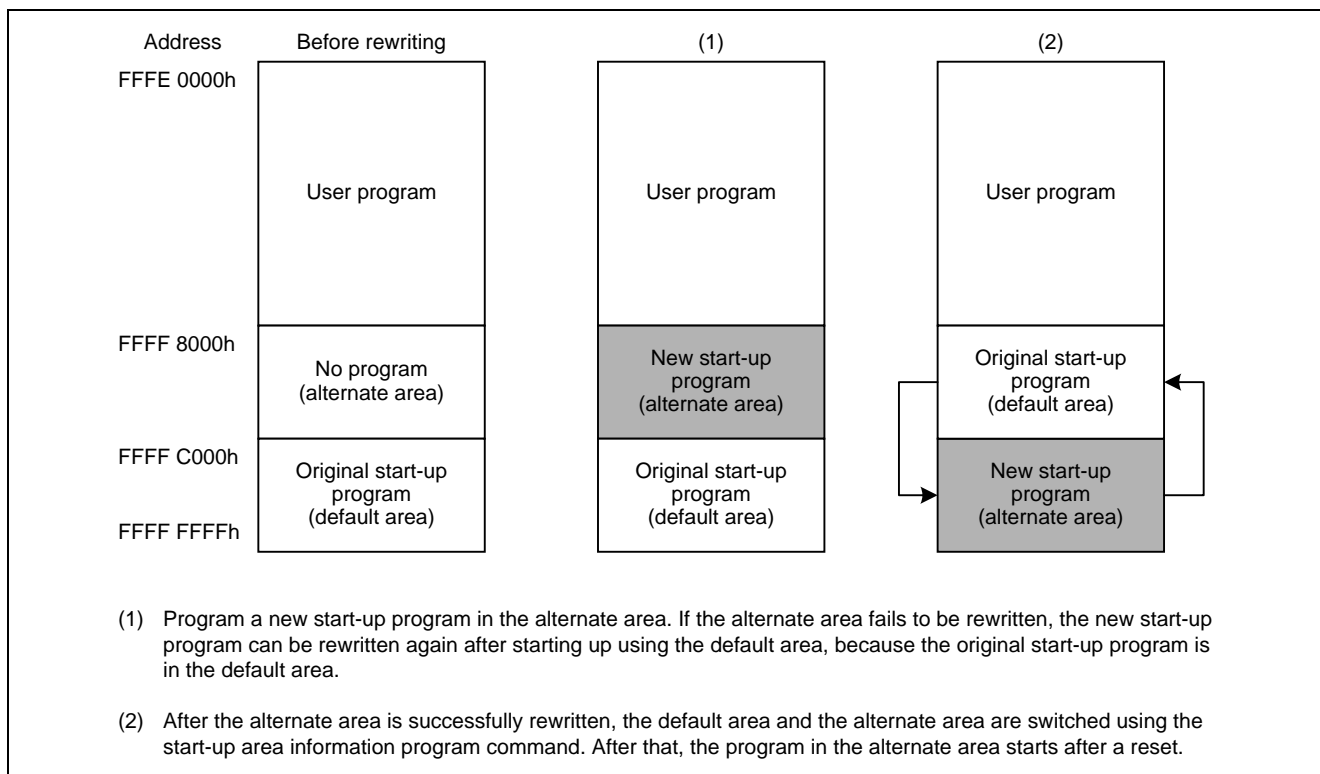 Address Before rewriting (1) (2)
FFFE 0000h
User program User program User program
FFFF 8000h
No program
(alternate area)
New start-up
program
(alternate area)
Original start-up
program
(default area)
FFFF C000h
Original start-up
program
(default area)
Original start-up
program
(default area)
New start-up
program
(alternate area)
FFFF FFFFh
(1) Program a new start-up program in the alternate area. If the alternate area fails to be rewritten, the new start-up
program can be rewritten again after starting up using the default area, because the original start-up program is
in the default area.
(2) After the alternate area is successfully rewritten, the default area and the alternate area are switched using the
start-up area information program command. After that, the program in the alternate area starts after a reset.